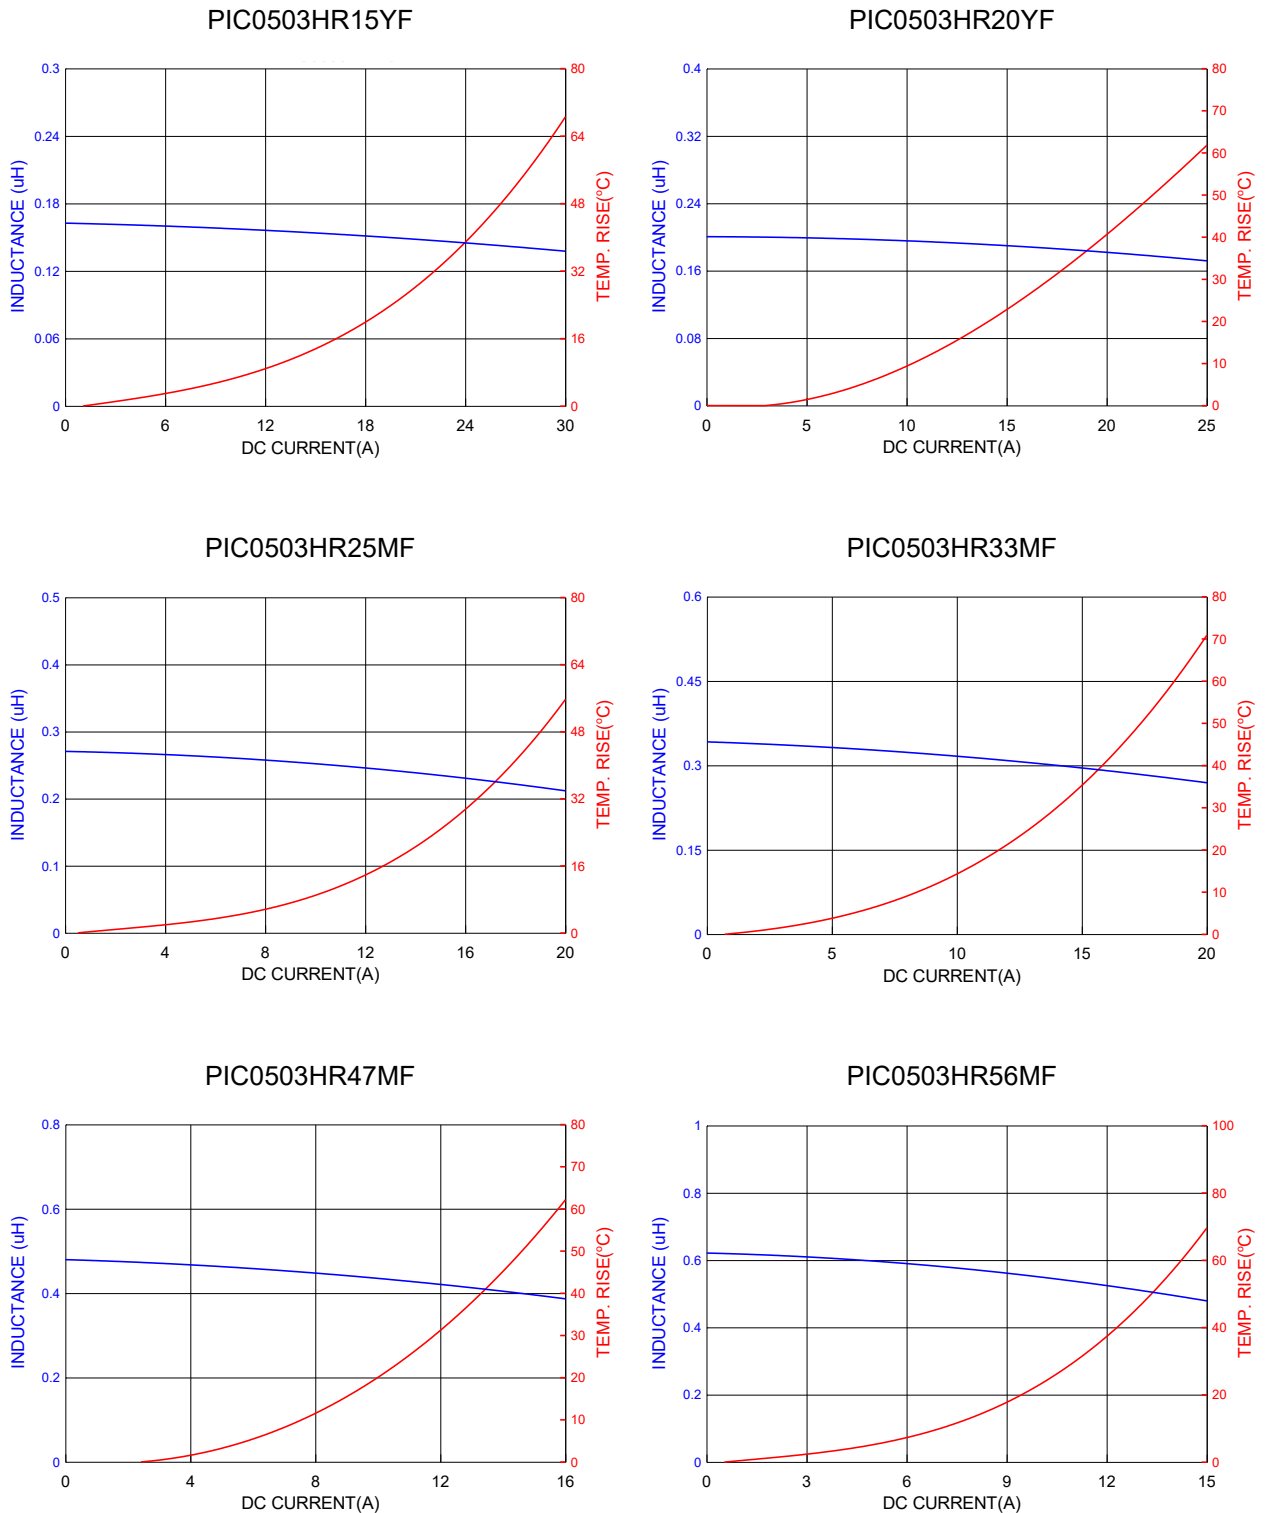 PIC0503HR15YF
PIC0503HR20YF
0.3
0.24
0.18
0.12
0.06
0
INDUCTANCE (uH)
80
64
48
32
16
0
TEMP. RISE(°C)
0 6 12 18 24 30
DC CURRENT(A)
0.4
0.32
0.24
0.16
0.08
0
INDUCTANCE (uH)
80
70
60
50
40
30
20
10
0
TEMP. RISE(°C)
0 5 10 15 20 25
DC CURRENT(A)
PIC0503HR25MF
PIC0503HR33MF
0.5
0.4
0.3
0.2
0.1
0
INDUCTANCE (uH)
80
64
48
32
16
0
TEMP. RISE(°C)
0 4 8 12 16 20
DC CURRENT(A)
0.6
0.45
0.3
0.15
0
INDUCTANCE (uH)
80
70
60
50
40
30
20
10
0
TEMP. RISE(°C)
0 5 10 15 20
DC CURRENT(A)
PIC0503HR47MF
PIC0503HR56MF
0.8
0.6
0.4
0.2
0
INDUCTANCE (uH)
80
70
60
50
40
30
20
10
0
TEMP. RISE(°C)
0 4 8 12 16
DC CURRENT(A)
1
0.8
0.6
0.4
0.2
0
INDUCTANCE (uH)
100
80
60
40
20
0
TEMP. RISE(°C)
0 3 6 9 12 15
DC CURRENT(A)